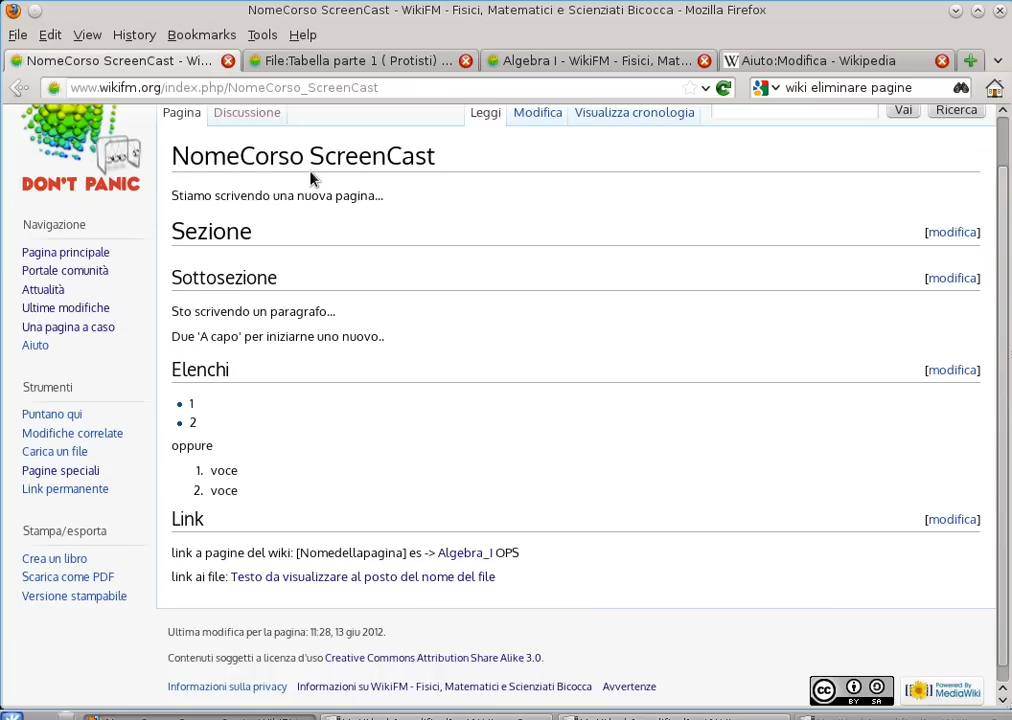 NomeCorso ScreenCast - WikiFM - Fisici, Matematici e Scienziati Bicocca - Mozilla Firefox
File Edit View History Bookmarks Tools Help
NomeCorso ScreenCast - Wi... File:Tabella parte 1 ( Protisti) ... Algebra I - WikiFM - Fisici, Mat... Aiuto:Modifica - Wikipedia
www.wikifm.org/index.php/NomeCorso_ScreenCast wiki eliminare pagine
Pagina Discussione Leggi Modifica Visualizza cronologia Vai Ricerca
DON'T PANIC
NomeCorso ScreenCast
Stiamo scrivendo una nuova pagina...
Navigazione
Pagina principale
Portale comunità
Attualità
Ultime modifiche
Una pagina a caso
Aiuto
Strumenti
Puntano qui
Modifiche correlate
Carica un file
Pagine speciali
Link permanente
Stampa/esporta
Crea un libro
Scarica come PDF
Versione stampabile
Sezione [modifica]
Sottosezione [modifica]
Sto scrivendo un paragrafo...
Due 'A capo' per iniziarne uno nuovo..
Elenchi [modifica]
1
2
oppure
1. voce
2. voce
Link [modifica]
link a pagine del wiki: [Nomedellapagina] es -> Algebra_I OPS
link ai file: Testo da visualizzare al posto del nome del file
Ultima modifica per la pagina: 11:28, 13 giu 2012.
Contenuti soggetti a licenza d'uso Creative Commons Attribution Share Alike 3.0.
Informazioni sulla privacy Informazioni su WikiFM - Fisici, Matematici e Scienziati Bicocca Avvertenze
cc BY SA
Powered By MediaWiki